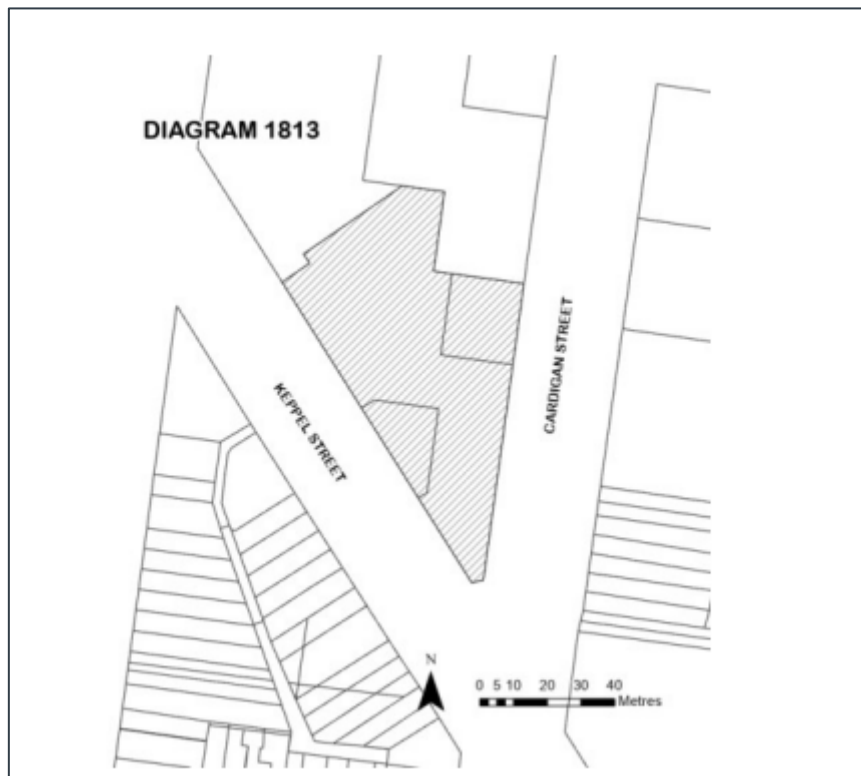 DIAGRAM 1813
CARDIGAN STREET
KEPPEL STREET
N
0 5 10 20 30 40
Metres